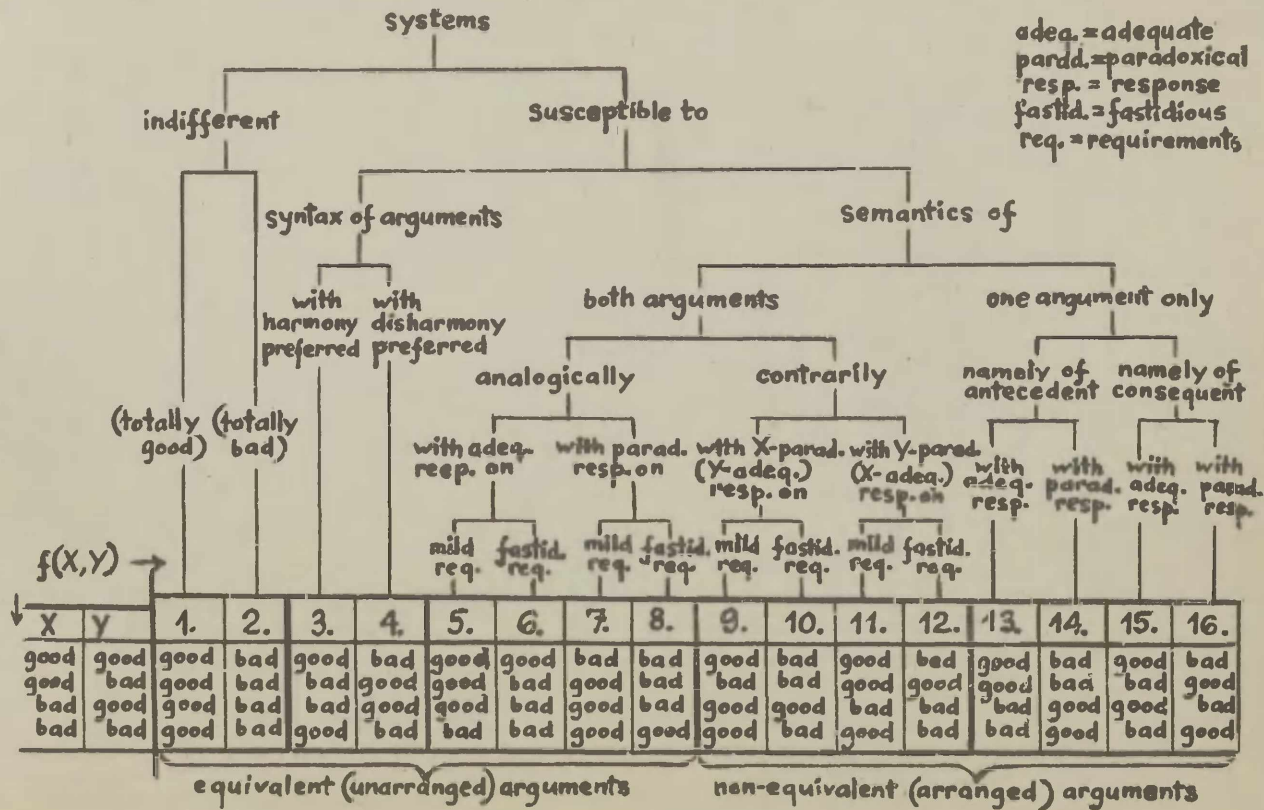 systems
adeq.=adequate
pardd.=paradoxical
resp. = response
fastid.=fastidious
req. = requirements
indifferent
Susceptible to
syntax of arguments
semantics of
with
harmony
preferred
with
disharmony
preferred
both arguments
one argument only
analogically
contrarily
namely of
antecedent
namely of
consequent
(totally
good)
(totally
bad)
with adeq.
resp. on
with parad.
resp. on
with X-parad.
(Y-adeq.)
resp. on
with Y-parad.
(X-adeq.)
resp. on
with
adeq.
resp.
with
parad.
resp.
with
adeq.
resp.
with
parad.
resp.
mild
req.
fastid.
req.
mild
req.
fastid.
req.
mild
req.
fastid.
req.
mild
req.
fastid.
req.
f(X,Y) →
↓ X Y 1. 2. 3. 4. 5. 6. 7. 8. 9. 10. 11. 12. 13. 14. 15. 16.
good good good bad good bad good good bad bad good bad good bad good bad good bad
good bad good bad bad good good bad good bad bad bad good good good bad bad good
bad good good bad bad good good bad good bad good good bad bad bad good good bad
bad bad good bad good bad bad bad good good good bad good bad bad good bad good
equivalent (unarranged) arguments
non-equivalent (arranged) arguments